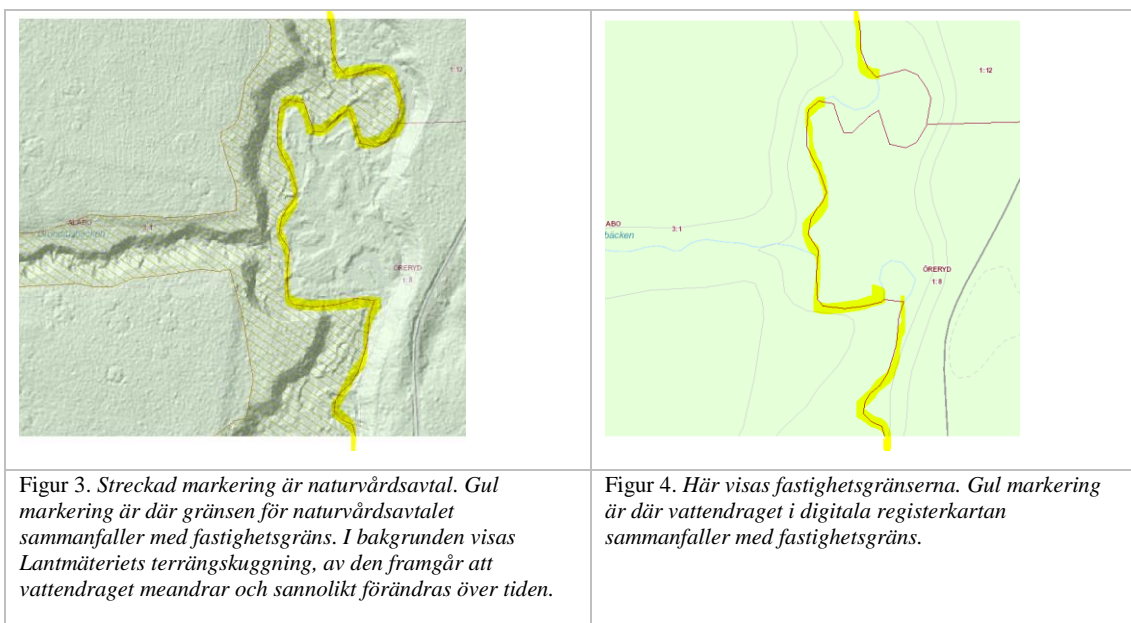 1:12
ALABO
3:1
ÖRERYD
1:8
1:12
ABO
bäcken
3:1
ÖRERYD
1:8
Figur 3. Streckad markering är naturvårdsavtal. Gul
markering är där gränsen för naturvårdsavtalet
sammanfaller med fastighetsgräns. I bakgrunden visas
Lantmäteriets terrängskuggning, av den framgår att
vattendraget meandrar och sannolikt förändras över tiden.
Figur 4. Här visas fastighetsgränserna. Gul markering
är där vattendraget i digitala registerkartan
sammanfaller med fastighetsgräns.